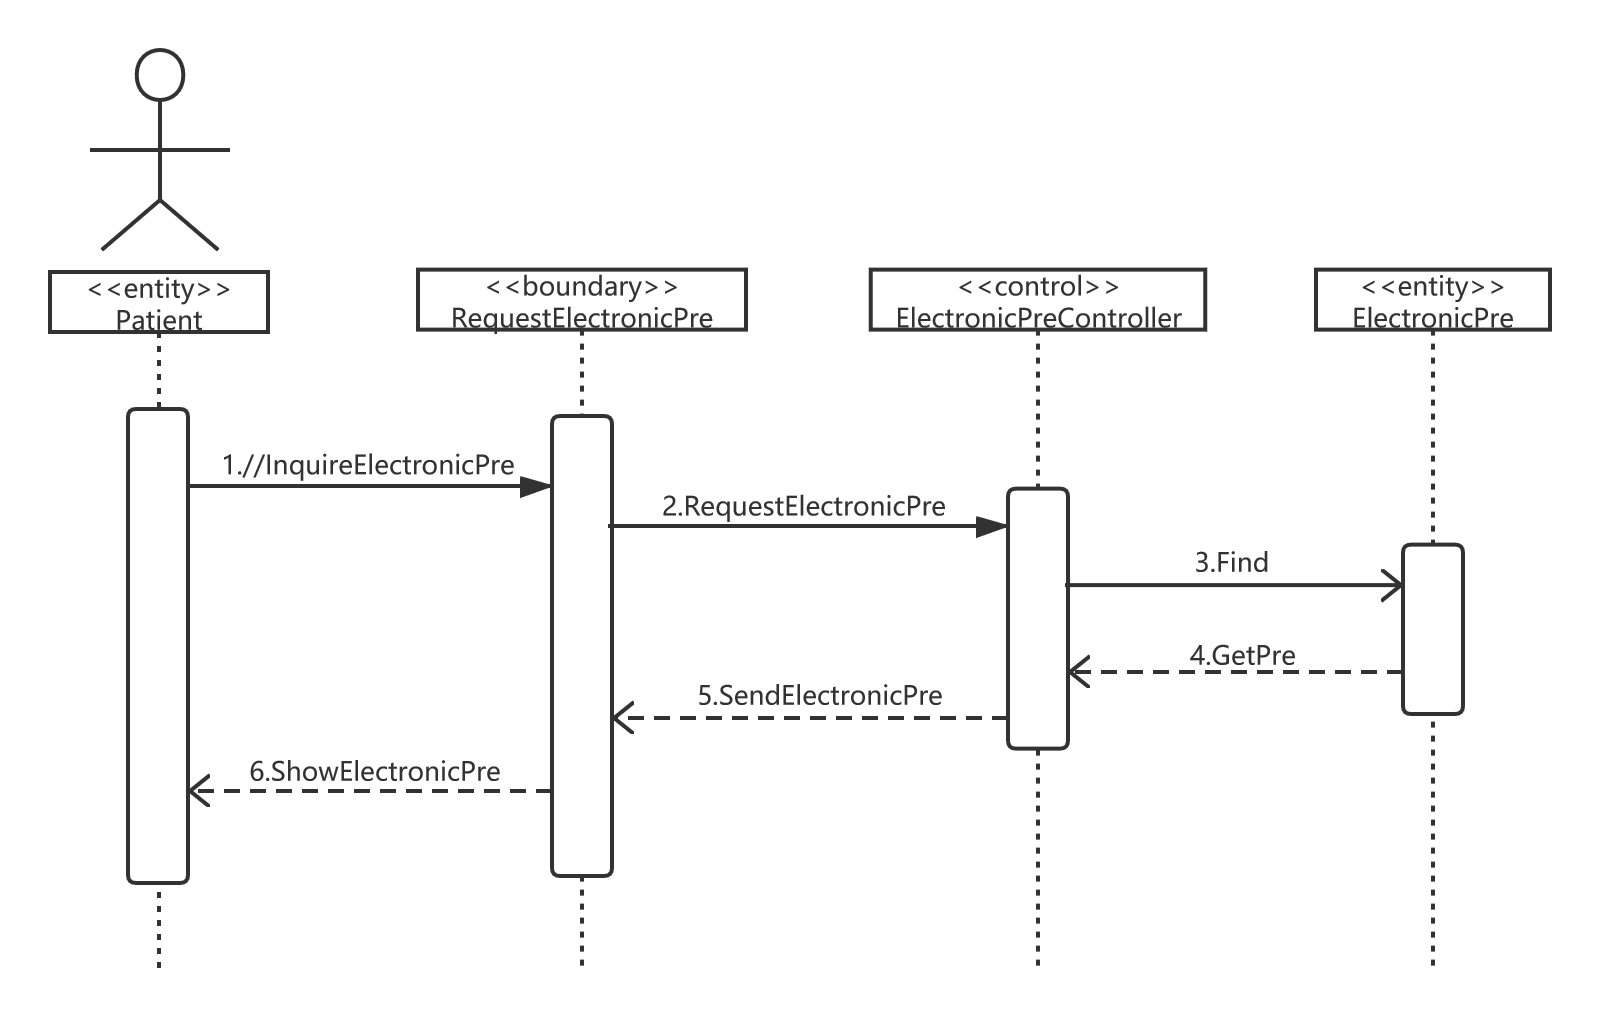 <<entity>>
Patient
<<boundary>>
RequestElectronicPre
<<control>>
ElectronicPreController
<<entity>>
ElectronicPre
1.//InquireElectronicPre
2.RequestElectronicPre
3.Find
4.GetPre
5.SendElectronicPre
6.ShowElectronicPre